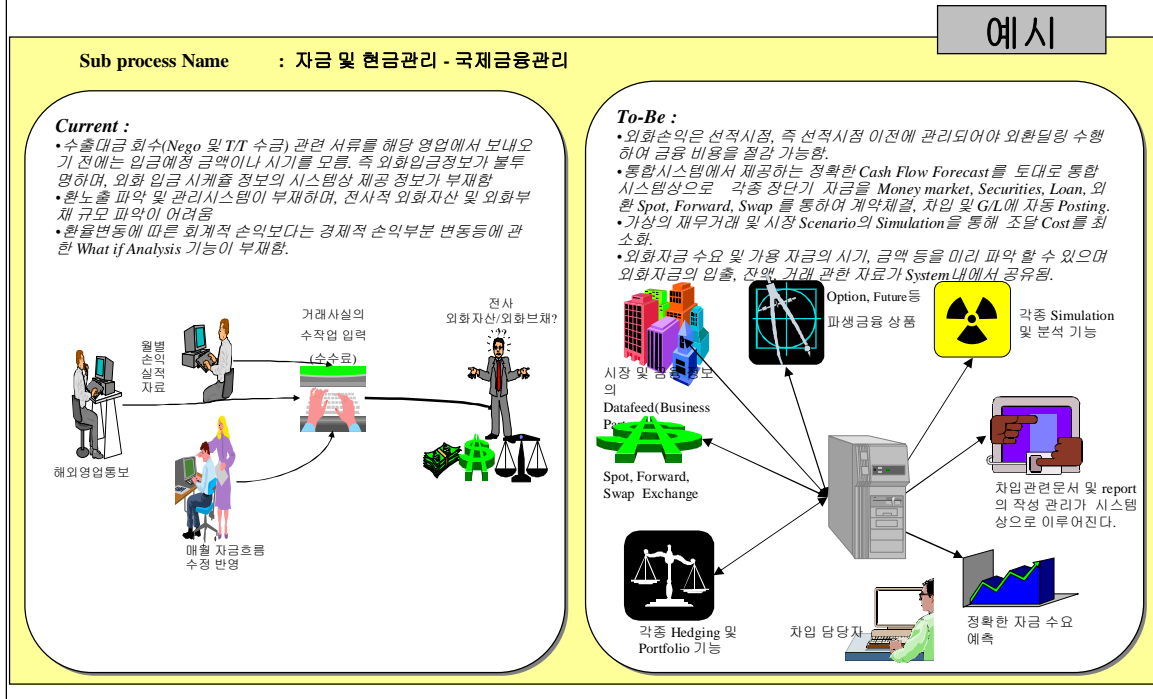 예시
Sub process Name : 자금 및 현금관리 - 국제금융관리
Current :
•수출대금 회수(Nego 및 T/T 수금) 관련 서류를 해당 영업에서 보내오
기 전에는 입금예정 금액이나 시기를 모름. 즉 외화입금정보가 불투
명하며, 외화 입금 시케쥴 정보의 시스템상 제공 정보가 부재함
•환노출 파악 및 관리시스템이 부재하며, 전사적 외화자산 및 외화부
채 규모 파악이 어려움
•환율변동에 따른 회계적 손익보다는 경제적 손익부분 변동등에 관
한 What if Analysis 기능이 부재함.
월별
손익
실적
자료
거래사실의
수작업 입력
(수수료)
전사
외화자산/외화브채?
해외영업통보
매월 자금흐름
수정 반영
To-Be :
•외화손익은 선적시점, 즉 선적시점 이전에 관리되어야 외환딜링 수행
하여 금융 비용을 절감 가능함.
•통합시스템에서 제공하는 정확한 Cash Flow Forecast를 토대로 통합
시스템상으로 각종 장단기 자금을 Money market, Securities, Loan, 외
환 Spot, Forward, Swap 를 통하여 계약체결, 차입 및 G/L에 자동 Posting.
•가상의 재무거래 및 시장 Scenario의 Simulation을 통해 조달 Cost를 최
소화.
•외화자금 수요 및 가용 자금의 시기, 금액 등을 미리 파악 할 수 있으며
외화자금의 입출, 잔액, 거래 관한 자료가 System내에서 공유됨.
Option, Future등
파생금융 상품
각종 Simulation
및 분석 기능
시장 및 금융 정보
의
Datafeed(Business
Spot, Forward,
Swap Exchange
차입관련문서 및 report
의 작성 관리가 시스템
상으로 이루어진다.
각종 Hedging 및
Portfolio 기능
차입 담당자
정확한 자금 수요
예측